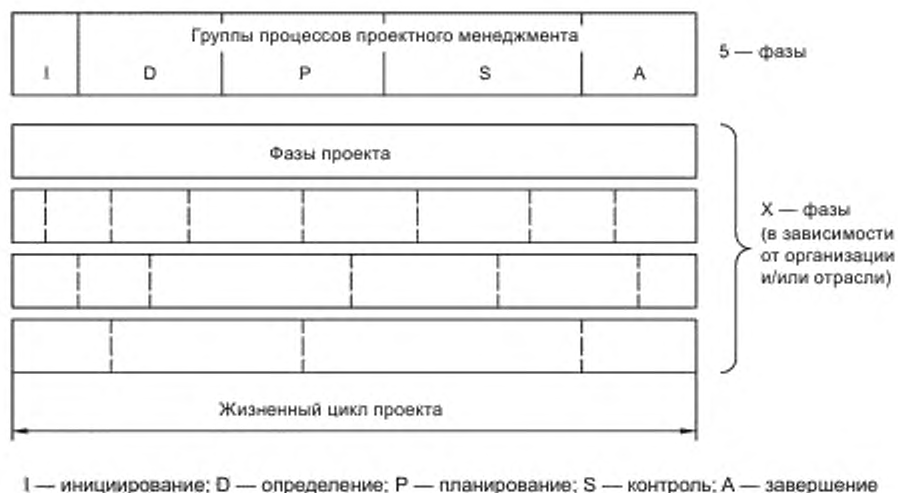 Группы процессов проектного менеджмента
I D P S A
5 — фазы
Фазы проекта
X — фазы
(в зависимости
от организации
и/или отрасли)
Жизненный цикл проекта
I — инициирование; D — определение; P — планирование; S — контроль; A — завершение